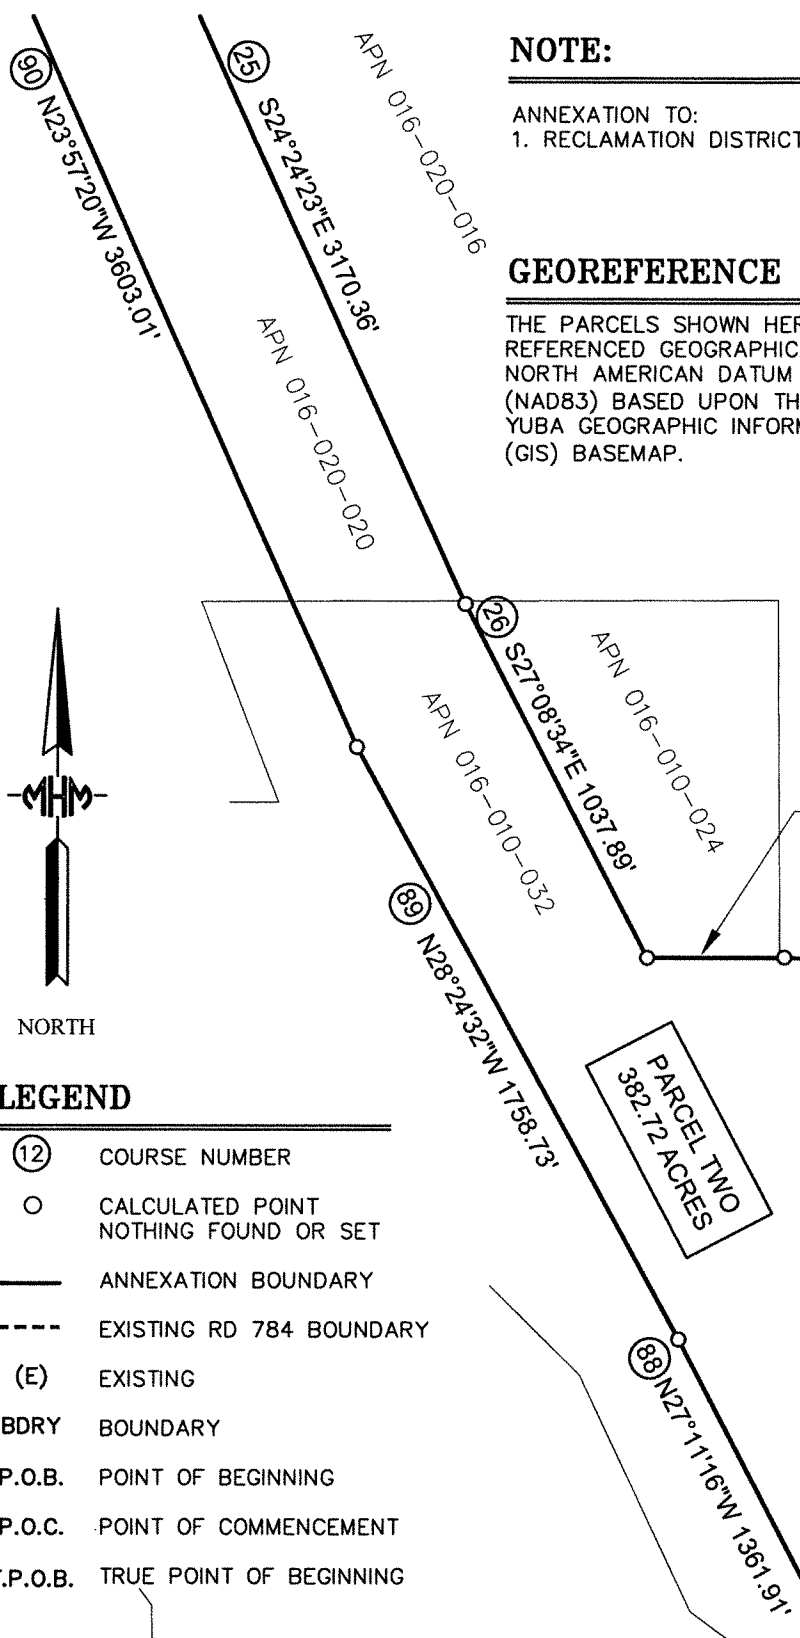 90 N23°57'20"W 3603.01'
25 S24°24'23"E 3170.36'
APN 016-020-016
NOTE:
ANNEXATION TO:
1. RECLAMATION DISTRICT
GEOREFERENCE
THE PARCELS SHOWN HER
REFERENCED GEOGRAPHIC
NORTH AMERICAN DATUM
(NAD83) BASED UPON TH
YUBA GEOGRAPHIC INFORM
(GIS) BASEMAP.
APN 016-020-020
26 S27°08'34"E 1037.89'
APN 016-010-024
APN 016-010-032
MHM
NORTH
89 N28°24'32"W 1758.73'
PARCEL TWO
382.72 ACRES
88 N27°11'16"W 1361.91'
LEGEND
12 COURSE NUMBER
CALCULATED POINT
NOTHING FOUND OR SET
ANNEXATION BOUNDARY
EXISTING RD 784 BOUNDARY
(E) EXISTING
BDRY BOUNDARY
P.O.B. POINT OF BEGINNING
P.O.C. POINT OF COMMENCEMENT
T.P.O.B. TRUE POINT OF BEGINNING